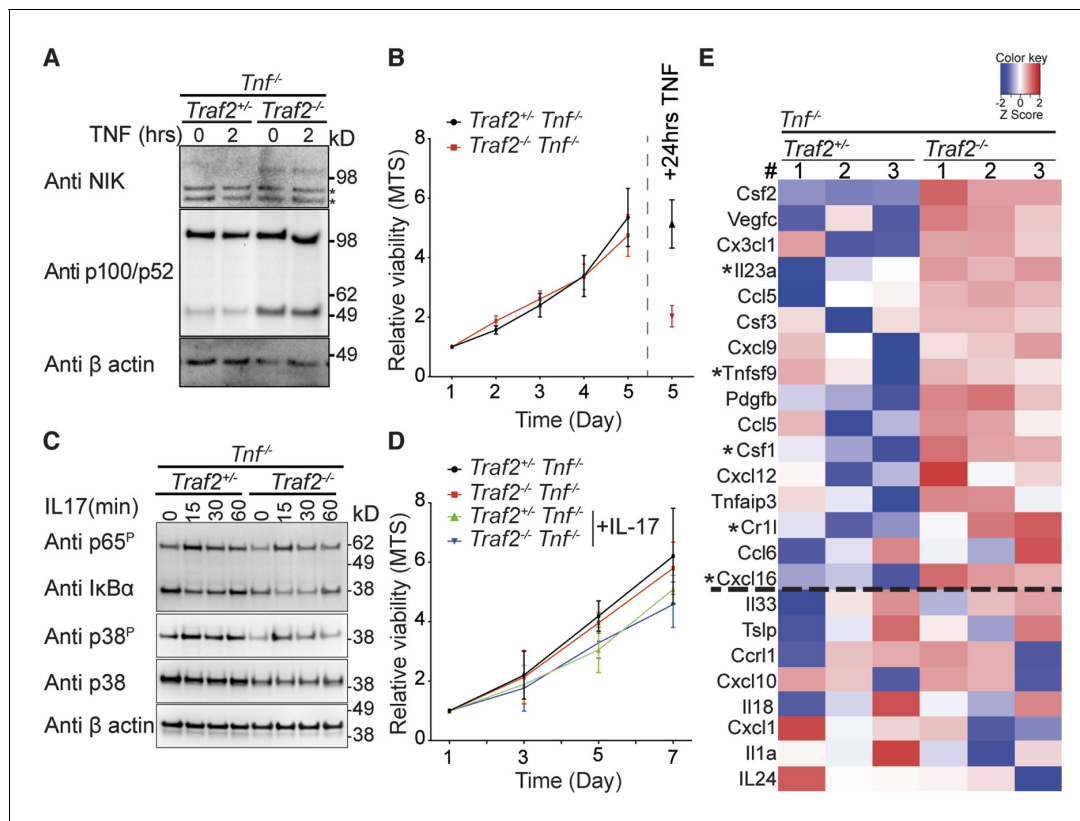 A
Tnf-/-
Traf2+/- Traf2-/-
TNF (hrs) 0 2 0 2 kD
Anti NIK
-98
*
*
Anti p100/p52
-98
-62
-49
Anti β actin
-49
B
Traf2+/- Tnf-/-
Traf2-/- Tnf-/-
+24hrs TNF
Relative viability (MTS)
8
6
4
2
0
1 2 3 4 5 5
Time (Day)
C
Tnf-/-
Traf2+/- Traf2-/-
IL17(min) 0 15 30 60 0 15 30 60 kD
Anti p65P
-62
-49
Anti IκBα
-38
Anti p38P
-38
Anti p38
-38
-49
Anti β actin
-38
D
Traf2+/- Tnf-/-
Traf2-/- Tnf-/-
Traf2+/- Tnf-/-
Traf2-/- Tnf-/-
+IL-17
Relative viability (MTS)
8
6
4
2
0
1 3 5 7
Time (Day)
E
Color key
-2 0 2
Z Score
Tnf-/-
Traf2+/- Traf2-/-
# 1 2 3 1 2 3
Csf2
Vegfc
Cx3cl1
*Il23a
Ccl5
Csf3
Cxcl9
*Tnfsf9
Pdgfb
Ccl5
*Csf1
Cxcl12
Tnfaip3
*Cr1l
Ccl6
*Cxcl16
Il33
Tslp
Ccrl1
Cxcl10
Il18
Cxcl1
Il1a
IL24